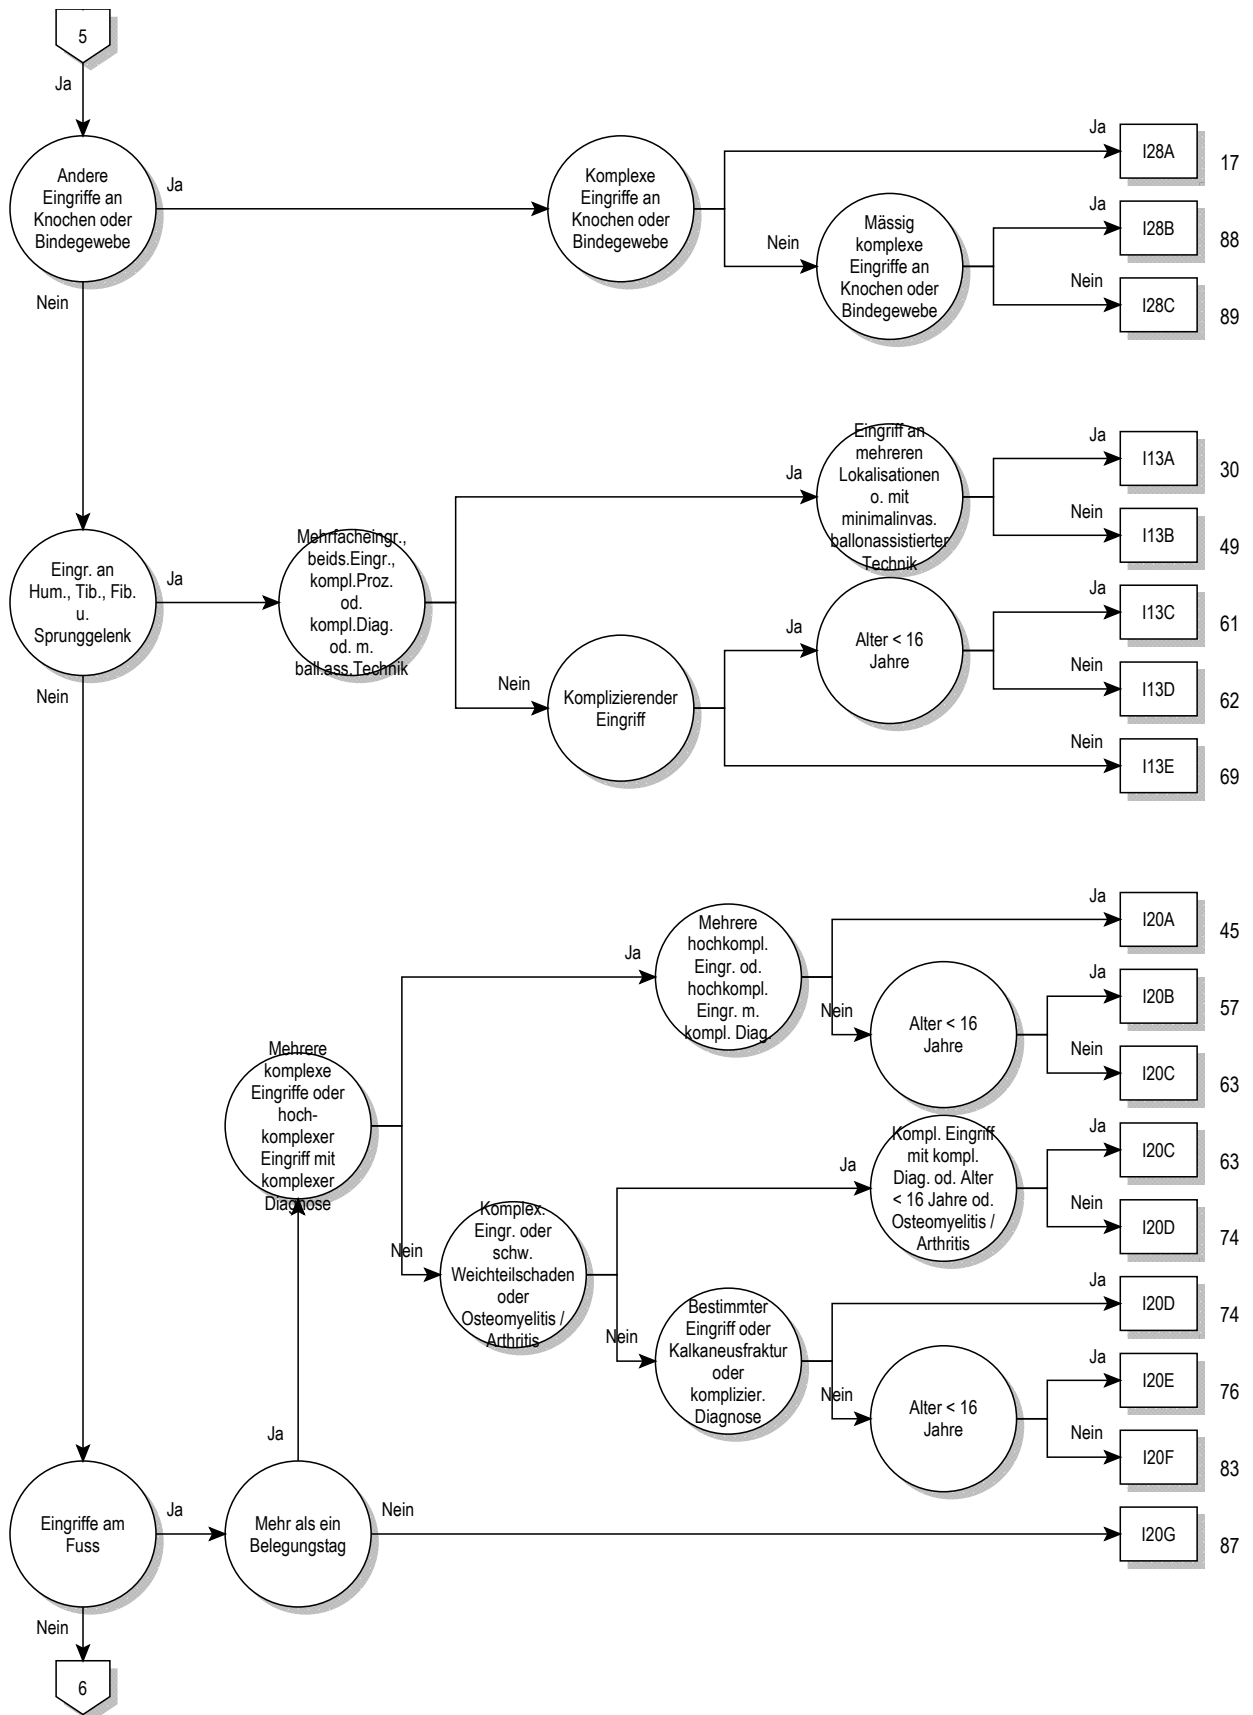 5
Ja
Andere
Eingriffe an
Knochen oder
Bindegewebe
Ja
Nein
Komplexe
Eingriffe an
Knochen oder
Bindegewebe
Ja
I28A
17
Nein
Mässig
komplexe
Eingriffe an
Knochen oder
Bindegewebe
Ja
I28B
88
Nein
I28C
89
Eingr. an
Hum., Tib., Fib.
u.
Sprunggelenk
Ja
Nein
Mehrfacheingr.,
beids.Eingr.,
kompl.Proz.
od.
kompl.Diag.
od. m.
ball.ass.Technik
Ja
Eingriff an
mehreren
Lokalisationen
o. mit
minimalinvas.
ballonassistierter
Technik
Ja
I13A
30
Nein
I13B
49
Nein
Komplizierender
Eingriff
Ja
Alter < 16
Jahre
Ja
I13C
61
Nein
I13D
62
Nein
I13E
69
Mehrere
komplexe
Eingriffe oder
hoch-
komplexer
Eingriff mit
komplexer
Diagnose
Ja
Mehrere
hochkompl.
Eingr. od.
hochkompl.
Eingr. m.
kompl. Diag.
Ja
I20A
45
Nein
Alter < 16
Jahre
Ja
I20B
57
Nein
I20C
63
Nein
Komplex.
Eingr. oder
schw.
Weichteilschaden
oder
Osteomyelitis /
Arthritis
Ja
Kompl. Eingriff
mit kompl.
Diag. od. Alter
< 16 Jahre od.
Osteomyelitis /
Arthritis
Ja
I20C
63
Nein
I20D
74
Nein
Bestimmter
Eingriff oder
Kalkaneusfraktur
oder
komplizier.
Diagnose
Ja
I20D
74
Nein
Alter < 16
Jahre
Ja
I20E
76
Nein
I20F
83
Ja
Eingriffe am
Fuss
Ja
Mehr als ein
Belegungstag
Nein
I20G
87
Nein
6